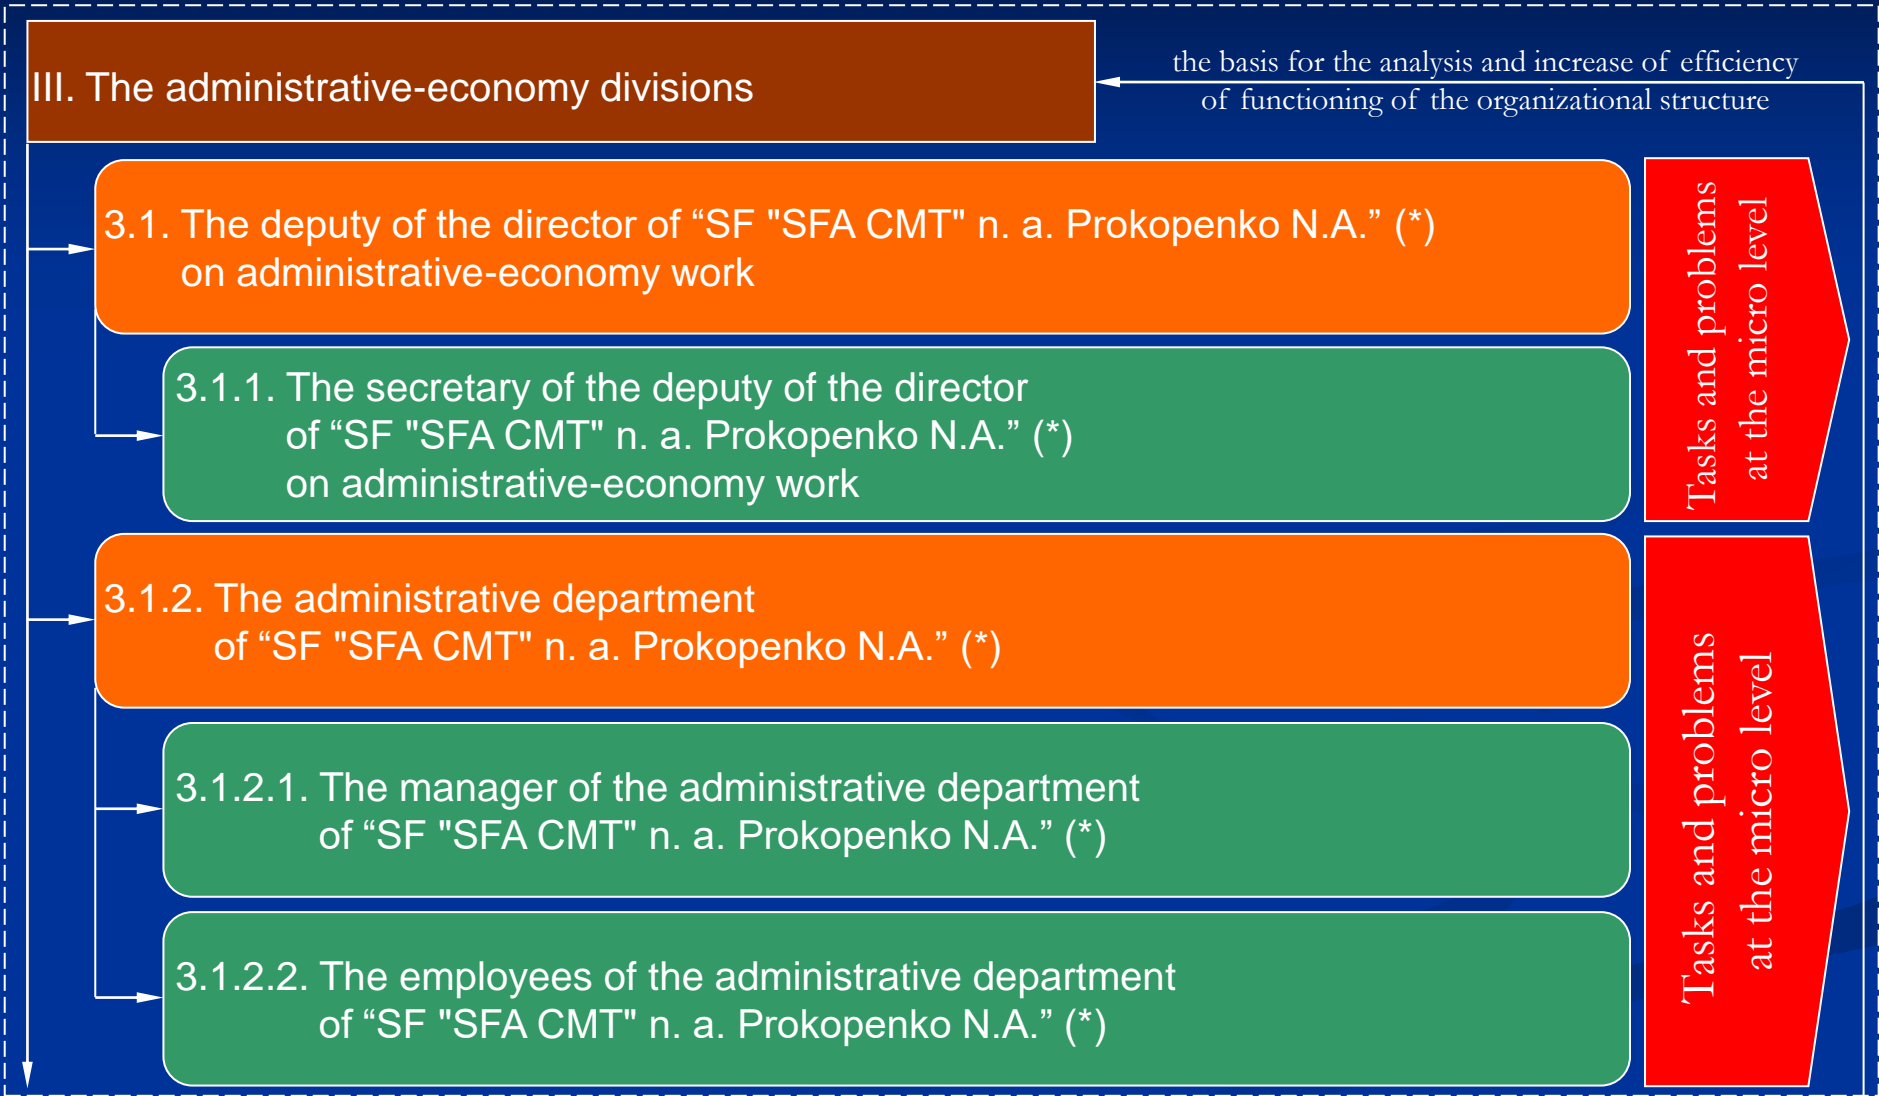 III. The administrative-economy divisions
the basis for the analysis and increase of efficiency
of functioning of the organizational structure
3.1. The deputy of the director of “SF "SFA CMT" n. a. Prokopenko N.A.” (*)
on administrative-economy work
3.1.1. The secretary of the deputy of the director
of “SF "SFA CMT" n. a. Prokopenko N.A.” (*)
on administrative-economy work
Tasks and problems
at the micro level
3.1.2. The administrative department
of “SF "SFA CMT" n. a. Prokopenko N.A.” (*)
3.1.2.1. The manager of the administrative department
of “SF "SFA CMT" n. a. Prokopenko N.A.” (*)
3.1.2.2. The employees of the administrative department
of “SF "SFA CMT" n. a. Prokopenko N.A.” (*)
Tasks and problems
at the micro level